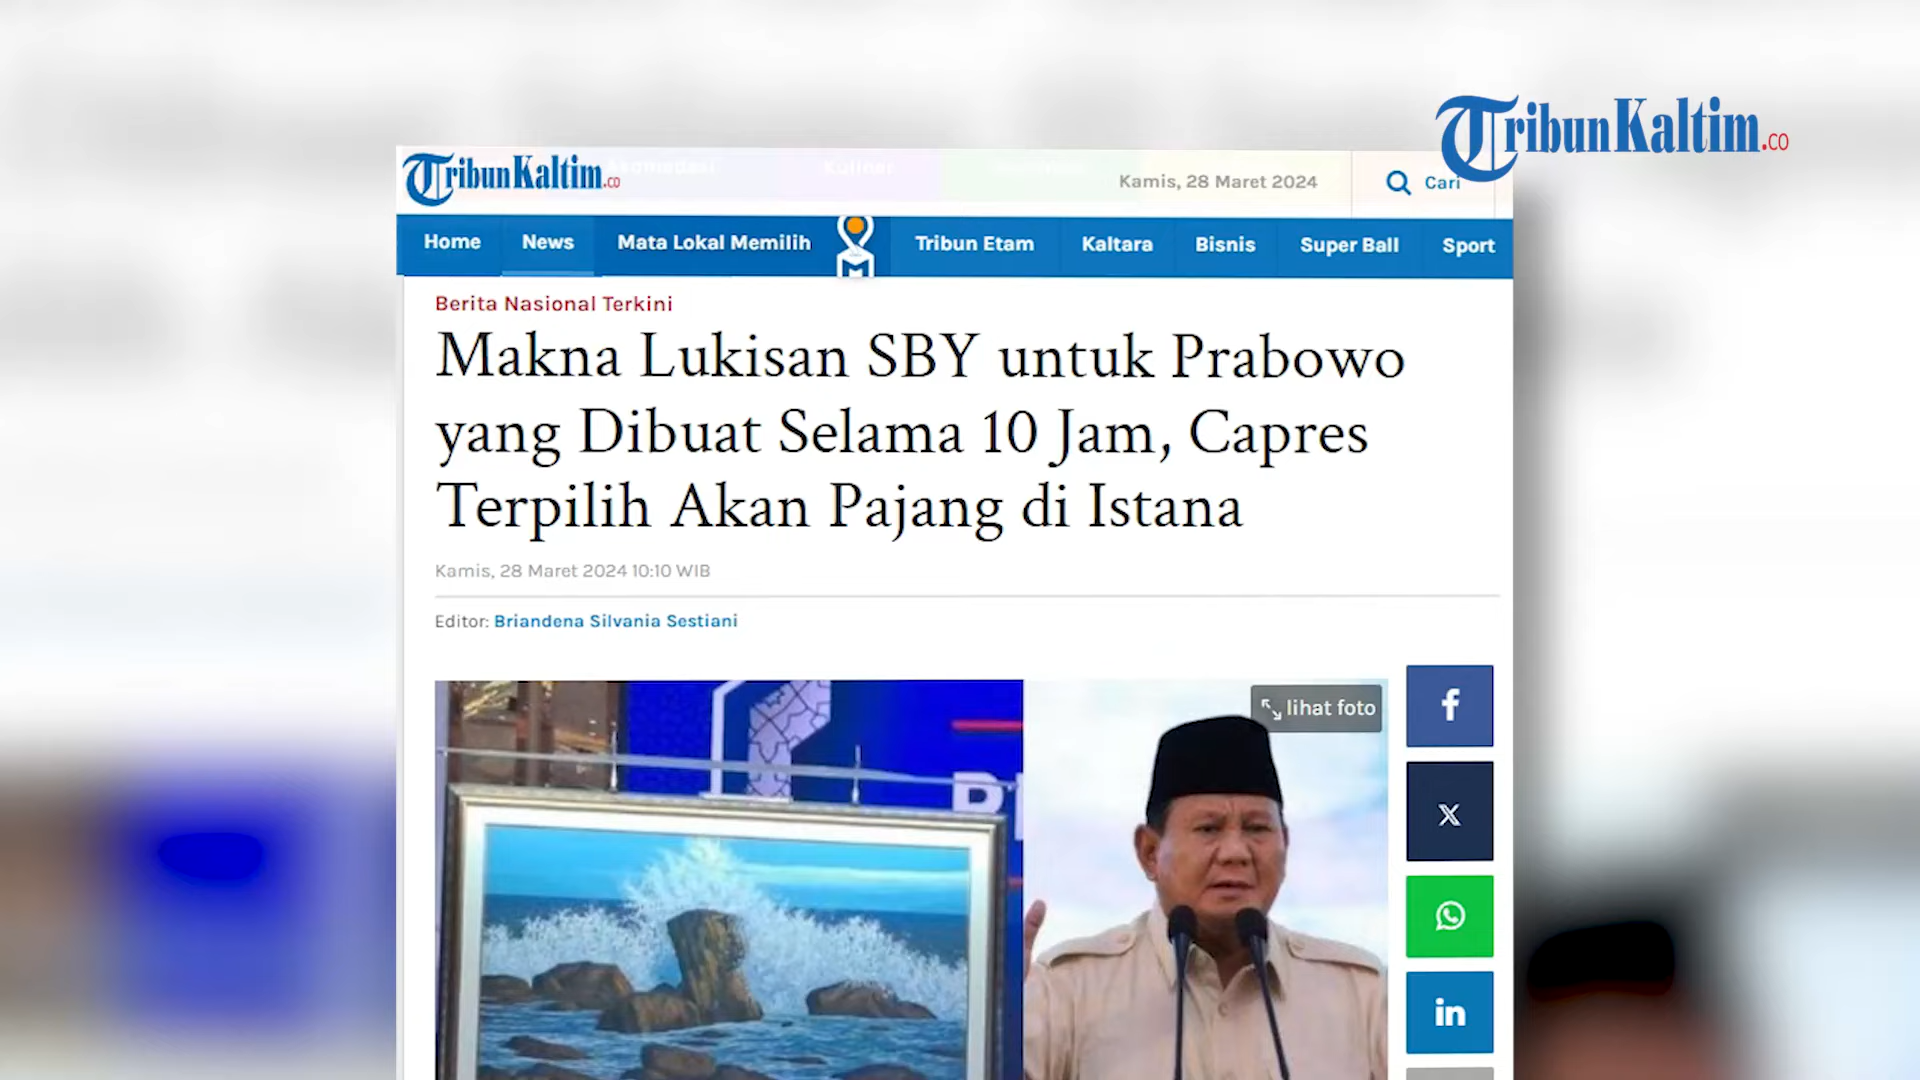 TribunKaltim.co
TribunKaltim.co
Kuliner
Kamis, 28 Maret 2024
Cari
Home
News
Mata Lokal Memilih
Tribun Etam
Kaltara
Bisnis
Super Ball
Sport
Berita Nasional Terkini
Makna Lukisan SBY untuk Prabowo
yang Dibuat Selama 10 Jam, Capres
Terpilih Akan Pajang di Istana
Kamis, 28 Maret 2024 10:10 WIB
Editor: Briandena Silvania Sestiani
lihat foto